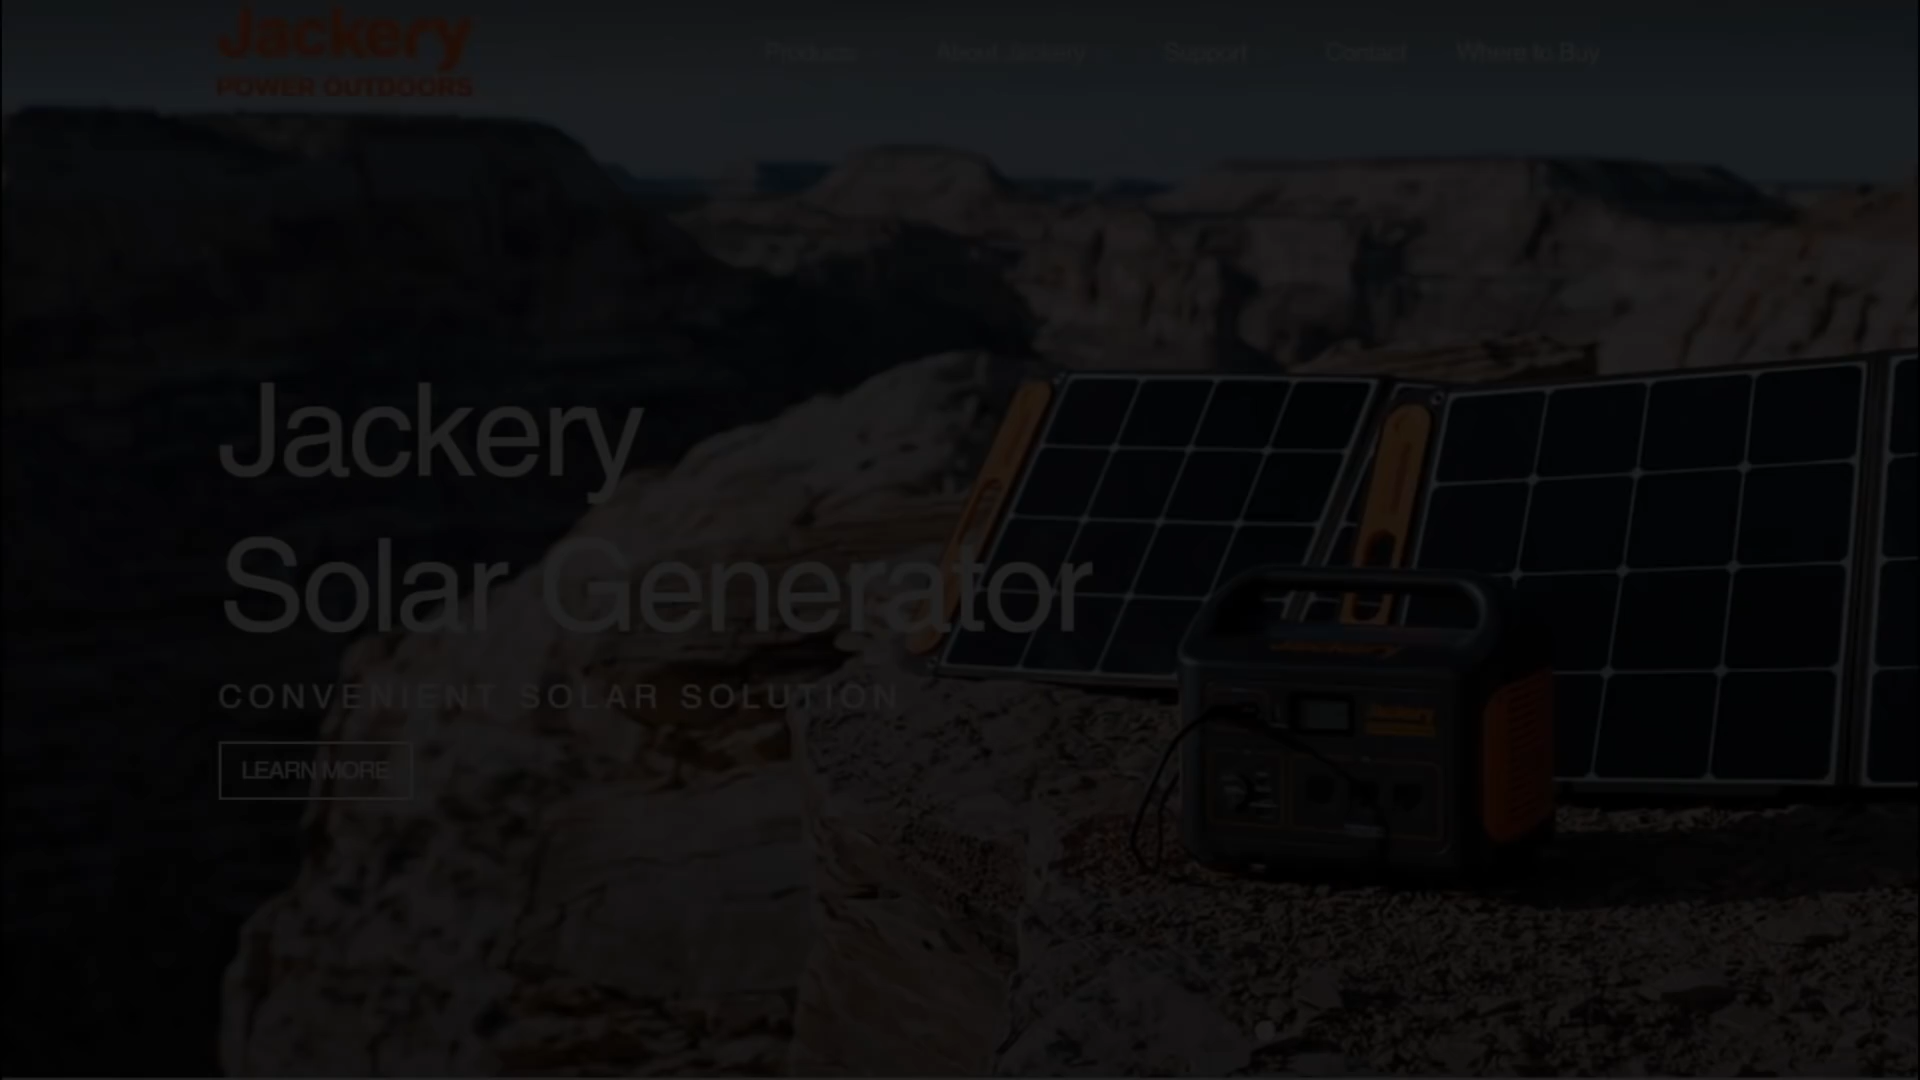 Jackery
POWER OUTDOORS
Products
About Jackery
Support
Contact
Where to Buy
Jackery
Solar Generator
CONVENIENT SOLAR SOLUTION
LEARN MORE
Jackery